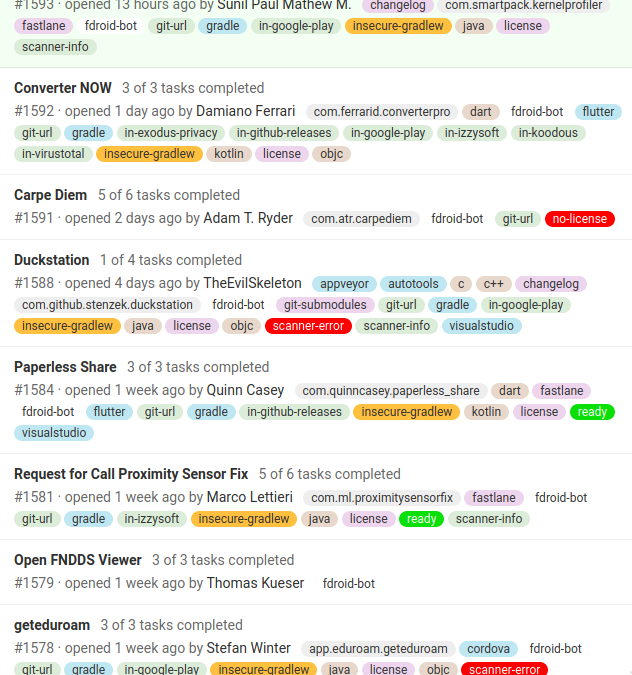 #1593 · opened 13 hours ago by Sunil Paul Mathew M. changelog com.smartpack.kernelprofiler
fastlane fdroid-bot git-url gradle in-google-play insecure-gradlew java license
scanner-info
Converter NOW 3 of 3 tasks completed
#1592 · opened 1 day ago by Damiano Ferrari com.ferrarid.converterpro dart fdroid-bot flutter
git-url gradle in-exodus-privacy in-github-releases in-google-play in-izzysoft in-koodous
in-virustotal insecure-gradlew kotlin license objc
Carpe Diem 5 of 6 tasks completed
#1591 · opened 2 days ago by Adam T. Ryder com.atr.carpediem fdroid-bot git-url no-license
Duckstation 1 of 4 tasks completed
#1588 · opened 4 days ago by TheEvilSkeleton appveyor autotools c c++ changelog
com.github.stenzek.duckstation fdroid-bot git-submodules git-url gradle in-google-play
insecure-gradlew java license objc scanner-error scanner-info visualstudio
Paperless Share 3 of 3 tasks completed
#1584 · opened 1 week ago by Quinn Casey com.quinncasey.paperless_share dart fastlane
fdroid-bot flutter git-url gradle in-github-releases insecure-gradlew kotlin license ready
visualstudio
Request for Call Proximity Sensor Fix 5 of 6 tasks completed
#1581 · opened 1 week ago by Marco Lettieri com.ml.proximitysensorfix fastlane fdroid-bot
git-url gradle in-izzysoft insecure-gradlew java license ready scanner-info
Open FNDDS Viewer 3 of 3 tasks completed
#1579 · opened 1 week ago by Thomas Kueser fdroid-bot
geteduroam 3 of 3 tasks completed
#1578 · opened 1 week ago by Stefan Winter app.eduroam.geteduroam cordova fdroid-bot
git-url gradle in-google-play insecure-gradlew java license objc scanner-error